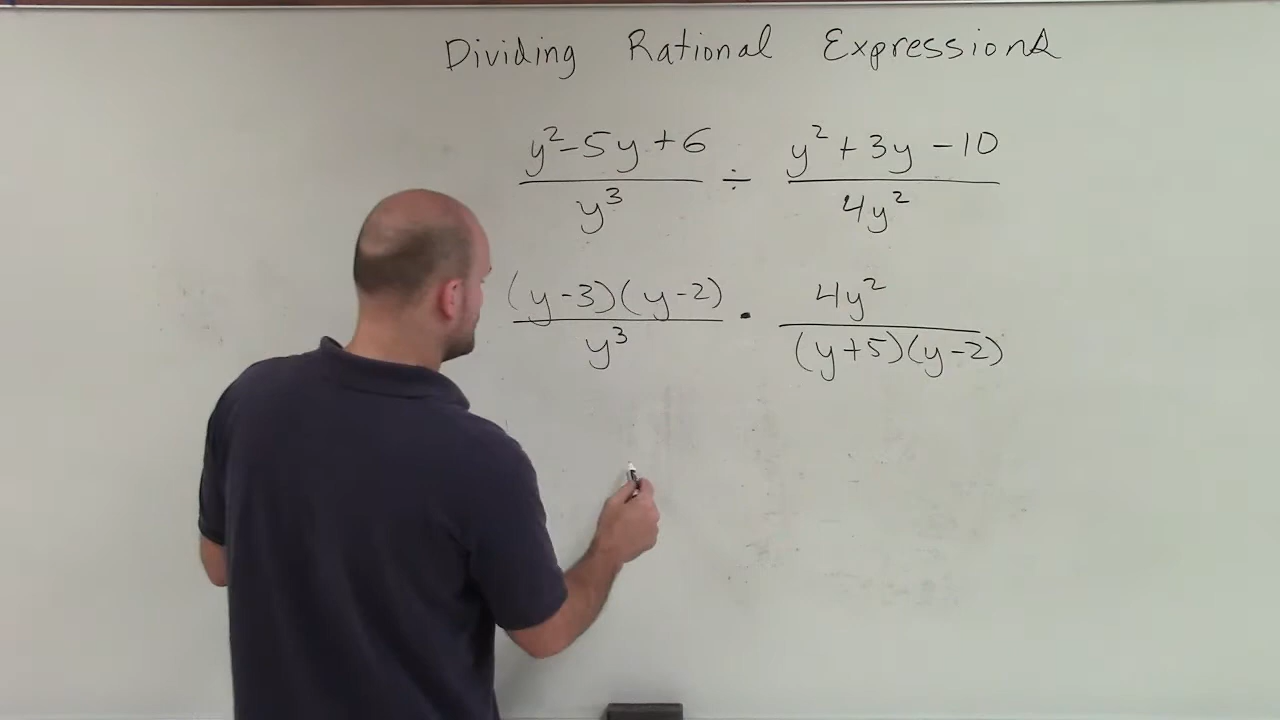 Dividing Rational Expressions
y²-5y+6 / y³ ÷ y²+3y-10 / 4y²
(y-3)(y-2) / y³ · 4y² / (y+5)(y-2)